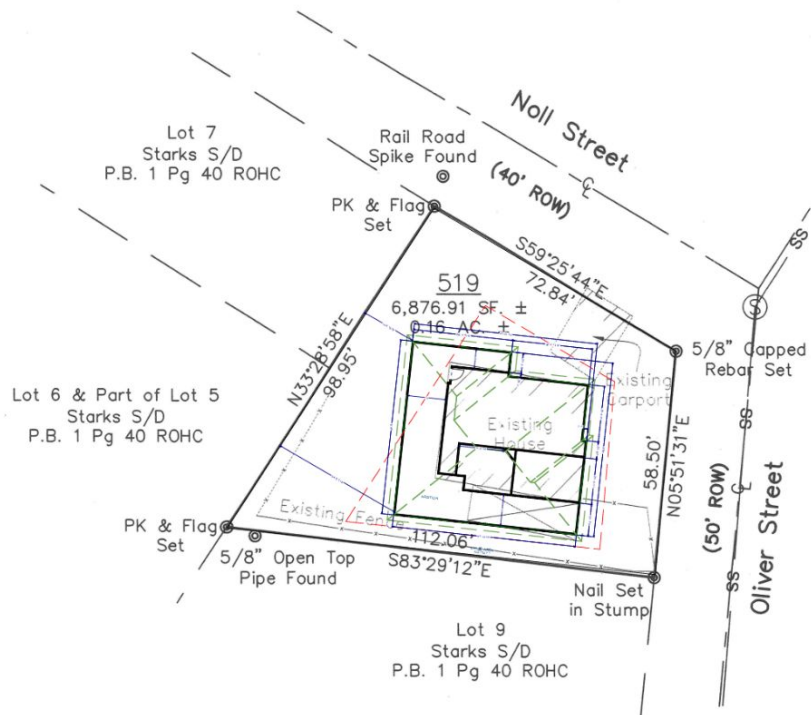 Noll Street
(40' ROW)
Lot 7
Starks S/D
P.B. 1 Pg 40 ROHC
Rail Road
Spike Found
PK & Flag
Set
S59°25'44"E
72.84'
519
6,876.91 SF. ±
0.16 AC. ±
S
SS
5/8" Capped
Rebar Set
Existing
Carport
N33°28'58"E
98.95'
Lot 6 & Part of Lot 5
Starks S/D
P.B. 1 Pg 40 ROHC
Existing
House
SS
58.50'
N05°51'31"E
(50' ROW)
Oliver Street
SS
Existing Fence
PK & Flag
Set
5/8" Open Top
Pipe Found
112.06'
S83°29'12"E
Nail Set
in Stump
Lot 9
Starks S/D
P.B. 1 Pg 40 ROHC